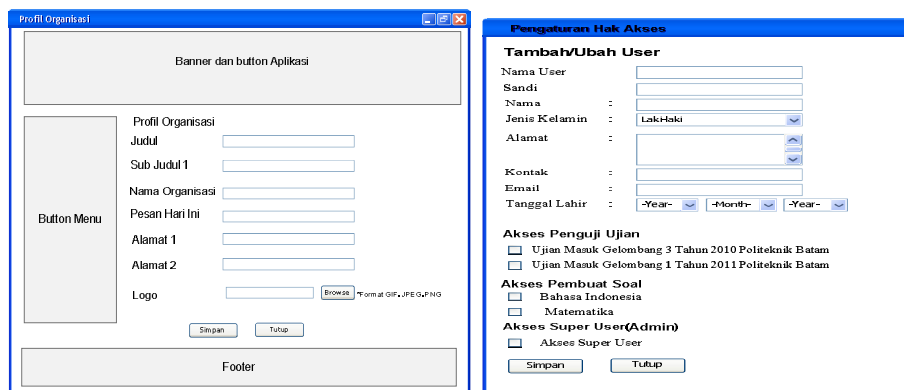 Profil Organisasi
Banner dan button Aplikasi
Button Menu
Profil Organisasi
Judul
Sub Judul 1
Nama Organisasi
Pesan Hari Ini
Alamat 1
Alamat 2
Logo Browse *Format GIF,JPEG,PNG
Simpan Tutup
Footer
Pengaturan Hak Akses
Tambah/Ubah User
Nama User
Sandi
Nama :
Jenis Kelamin : Laki-laki
Alamat :
Kontak :
Email :
Tanggal Lahir : -Year- -Month- -Year-
Akses Penguji Ujian
Ujian Masuk Gelombang 3 Tahun 2010 Politeknik Batam
Ujian Masuk Gelombang 1 Tahun 2011 Politeknik Batam
Akses Pembuat Soal
Bahasa Indonesia
Matematika
Akses Super User(Admin)
Akses Super User
Simpan Tutup